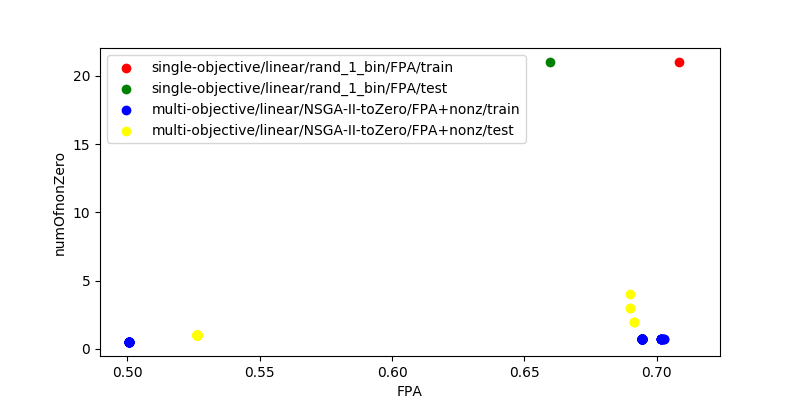 single-objective/linear/rand_1_bin/FPA/train
single-objective/linear/rand_1_bin/FPA/test
multi-objective/linear/NSGA-II-toZero/FPA+nonz/train
multi-objective/linear/NSGA-II-toZero/FPA+nonz/test
20
15
10
5
0
numOfnonZero
0.50 0.55 0.60 0.65 0.70
FPA